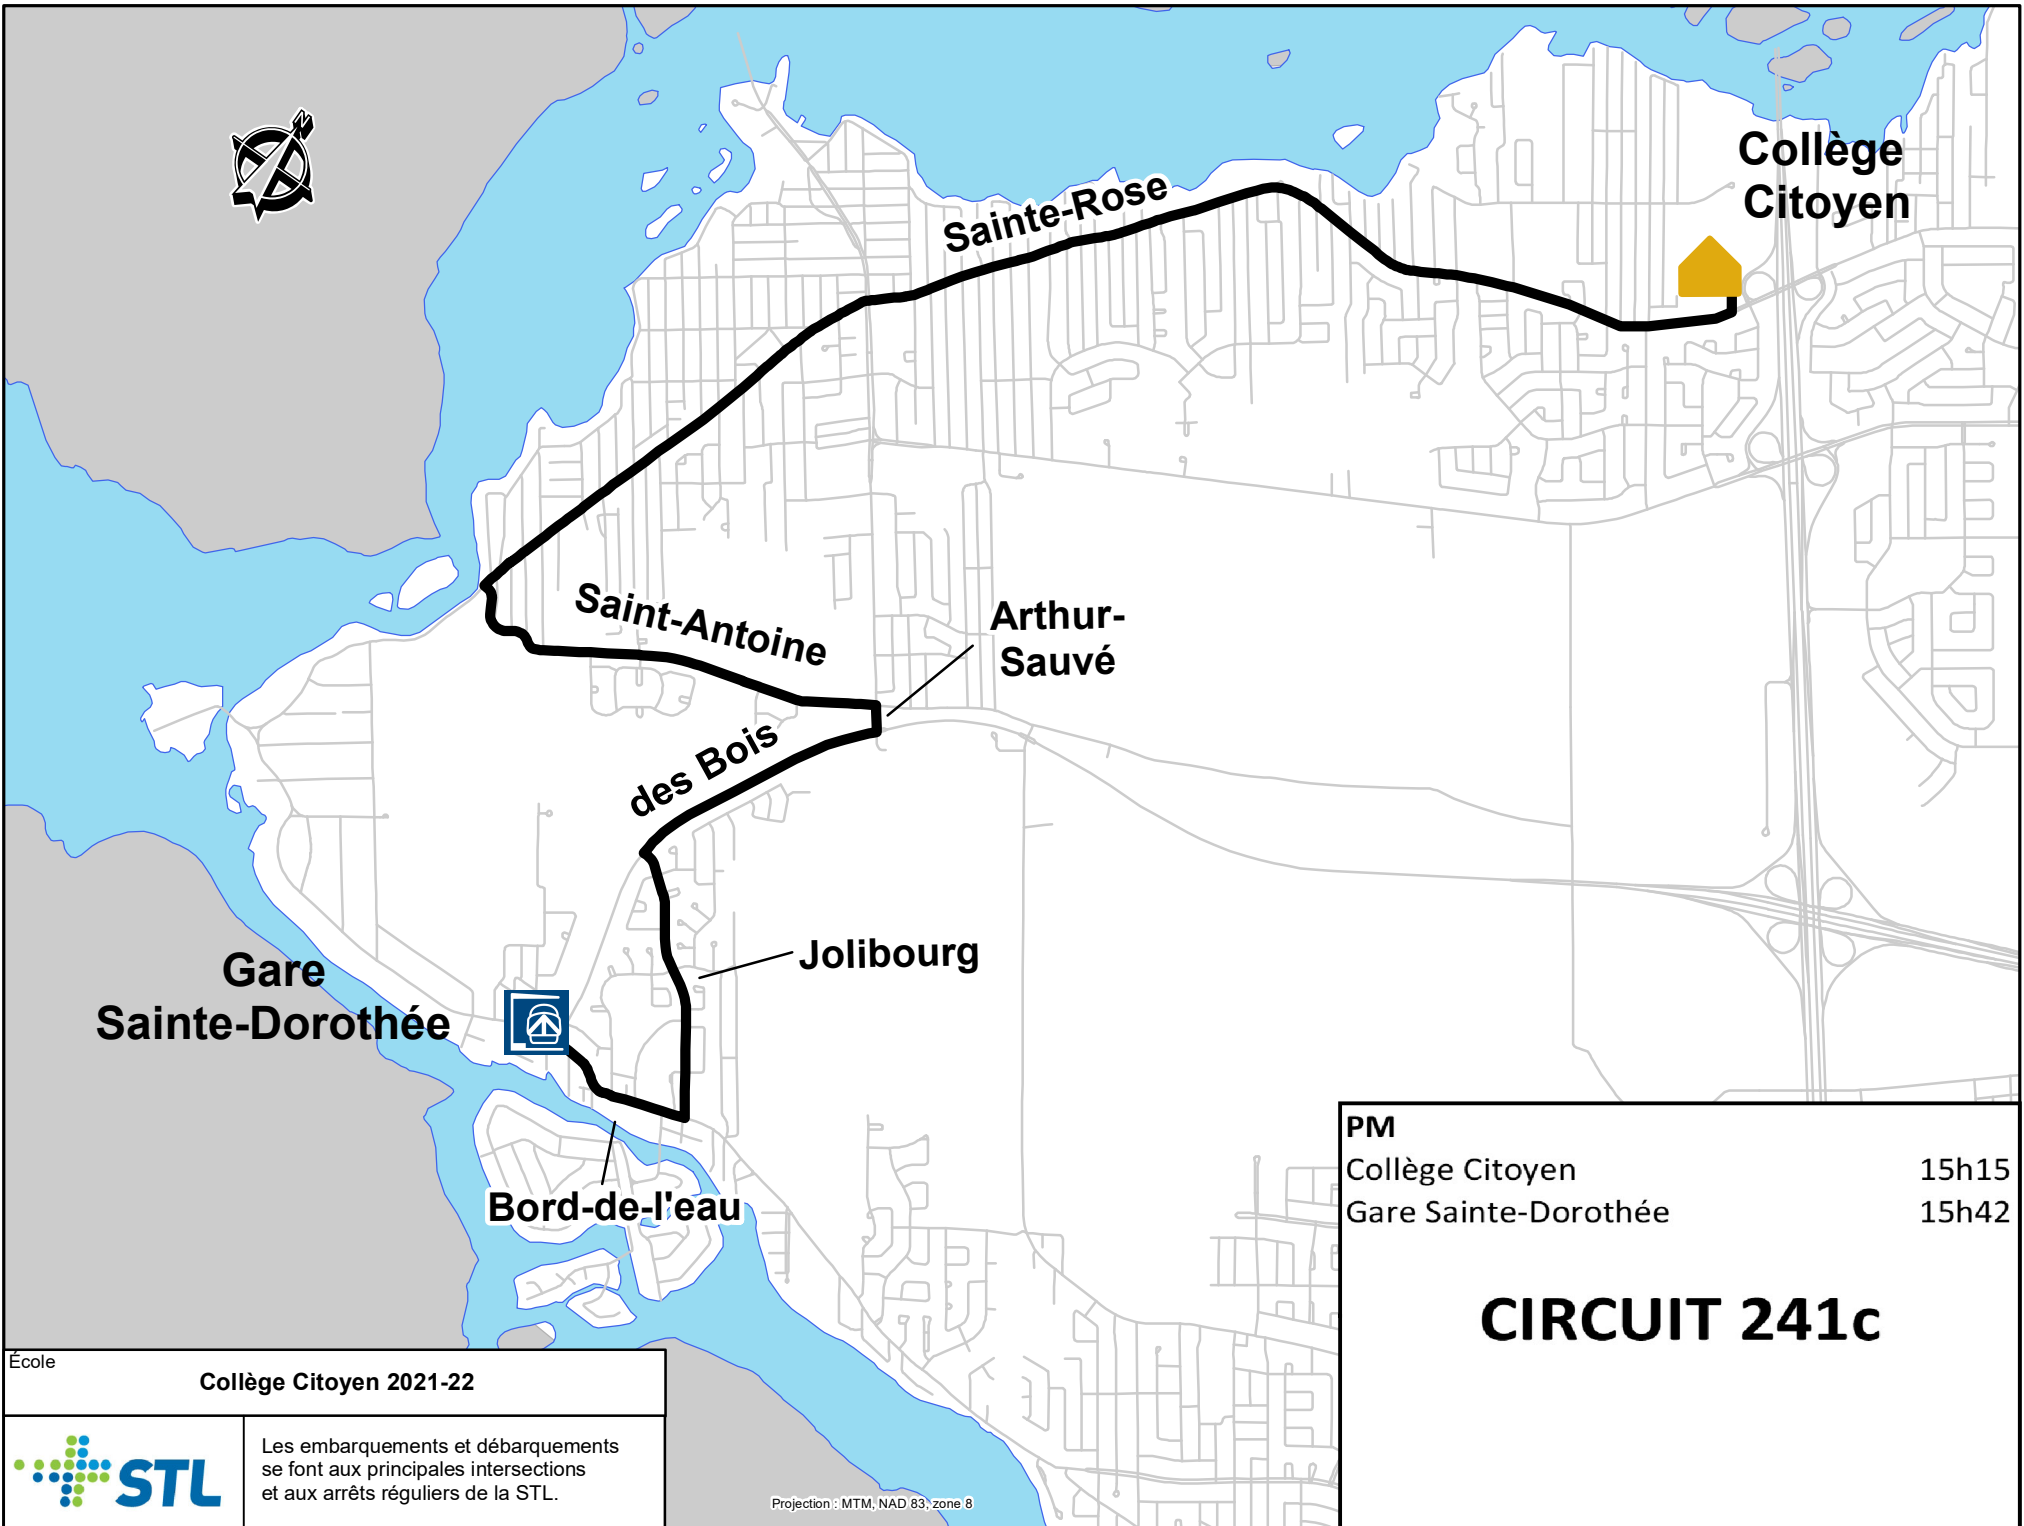 N
Collège
Citoyen
Sainte-Rose
Saint-Antoine
Arthur-
Sauvé
des Bois
Jolibourg
Gare
Sainte-Dorothée
Bord-de-l'eau
PM
Collège Citoyen 15h15
Gare Sainte-Dorothée 15h42
CIRCUIT 241c
École
Collège Citoyen 2021-22
STL
Les embarquements et débarquements
se font aux principales intersections
et aux arrêts réguliers de la STL.
Projection : MTM, NAD 83, zone 8